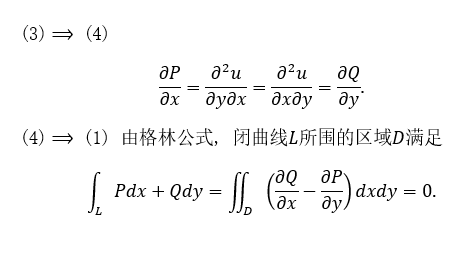 (3) ⟹ (4)
∂P/∂x = ∂²u/∂y∂x = ∂²u/∂x∂y = ∂Q/∂y.
(4) ⟹ (1) 由格林公式, 闭曲线L所围的区域D满足
∫_L Pdx + Qdy = ∬_D (∂Q/∂x − ∂P/∂y) dxdy = 0.